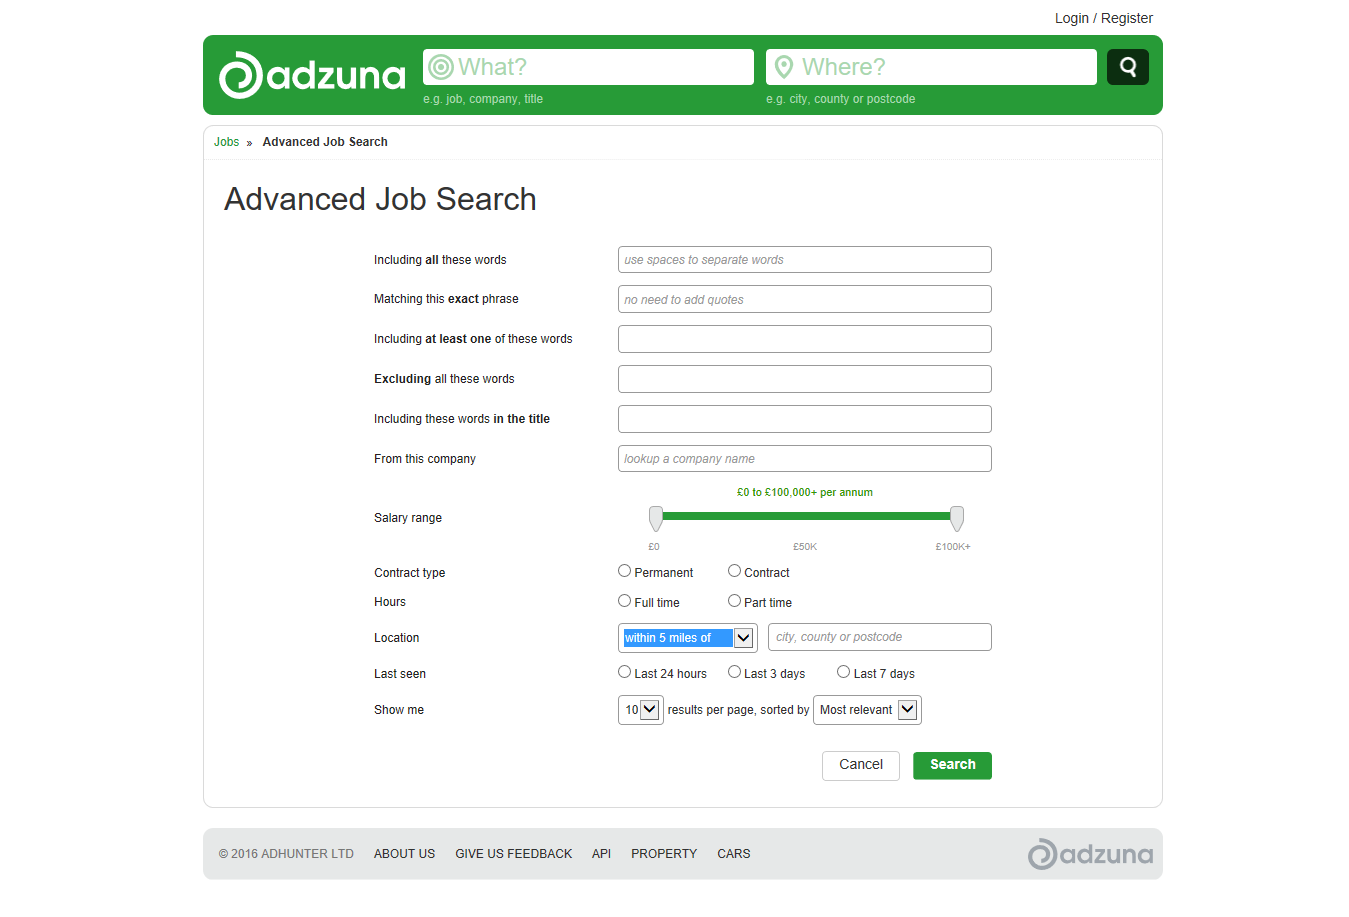 Login / Register
adzuna
What?
Where?
e.g. job, company, title
e.g. city, county or postcode
Jobs » Advanced Job Search
Advanced Job Search
Including all these words
use spaces to separate words
Matching this exact phrase
no need to add quotes
Including at least one of these words
Excluding all these words
Including these words in the title
From this company
lookup a company name
£0 to £100,000+ per annum
Salary range
£0 £50K £100K+
Contract type Permanent Contract
Hours Full time Part time
Location within 5 miles of city, county or postcode
Last seen Last 24 hours Last 3 days Last 7 days
Show me 10 results per page, sorted by Most relevant
Cancel Search
© 2016 ADHUNTER LTD ABOUT US GIVE US FEEDBACK API PROPERTY CARS
adzuna